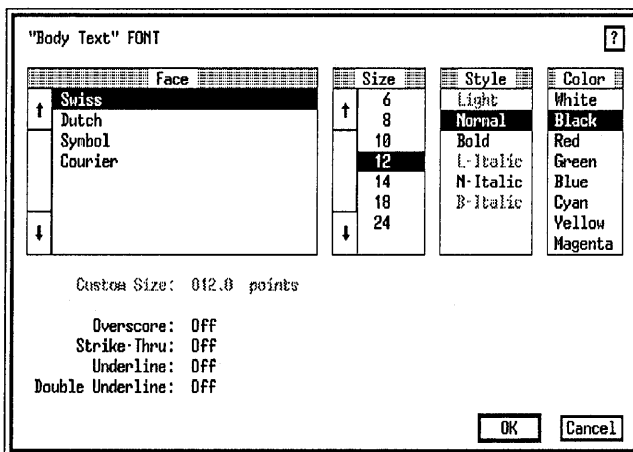 "Body Text" FONT ?
Face
Swiss
Dutch
Symbol
Courier
Size
6
8
10
12
14
18
24
Style
Light
Normal
Bold
L-Italic
N-Italic
B-Italic
Color
White
Black
Red
Green
Blue
Cyan
Yellow
Magenta
Custom Size: 012.0 points
Overscore: Off
Strike-Thru: Off
Underline: Off
Double Underline: Off
OK Cancel